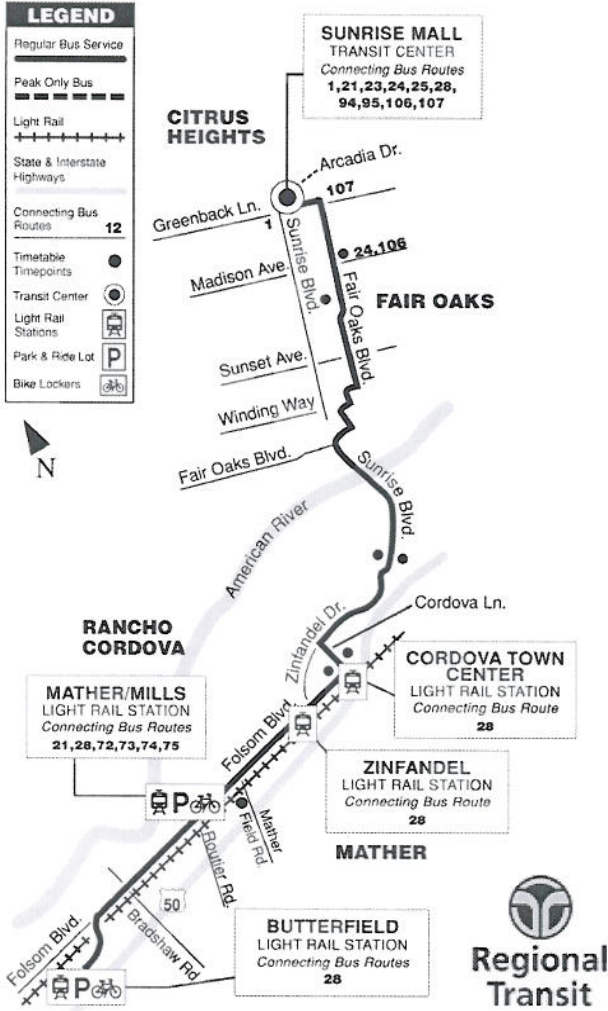 LEGEND
Regular Bus Service
Peak Only Bus
Light Rail
State & Interstate
Highways
Connecting Bus
Routes 12
Timetable
Timepoints
Transit Center
Light Rail
Stations
Park & Ride Lot P
Bike Lockers
N
SUNRISE MALL
TRANSIT CENTER
Connecting Bus Routes
1,21,23,24,25,28,
94,95,106,107
CITRUS
HEIGHTS
Arcadia Dr.
107
Greenback Ln.
1
Sunrise Blvd.
24,106
Madison Ave.
Fair Oaks Blvd.
FAIR OAKS
Sunset Ave.
Winding Way
Fair Oaks Blvd.
Sunrise Blvd.
American River
Cordova Ln.
Zinfandel Dr.
RANCHO
CORDOVA
CORDOVA TOWN
CENTER
LIGHT RAIL STATION
Connecting Bus Route
28
MATHER/MILLS
LIGHT RAIL STATION
Connecting Bus Routes
21,28,72,73,74,75
Folsom Blvd.
ZINFANDEL
LIGHT RAIL STATION
Connecting Bus Route
28
P
Mather
Field Rd.
MATHER
Routier Rd.
50
Bradshaw Rd
Folsom Blvd.
P
BUTTERFIELD
LIGHT RAIL STATION
Connecting Bus Routes
28
Regional
Transit